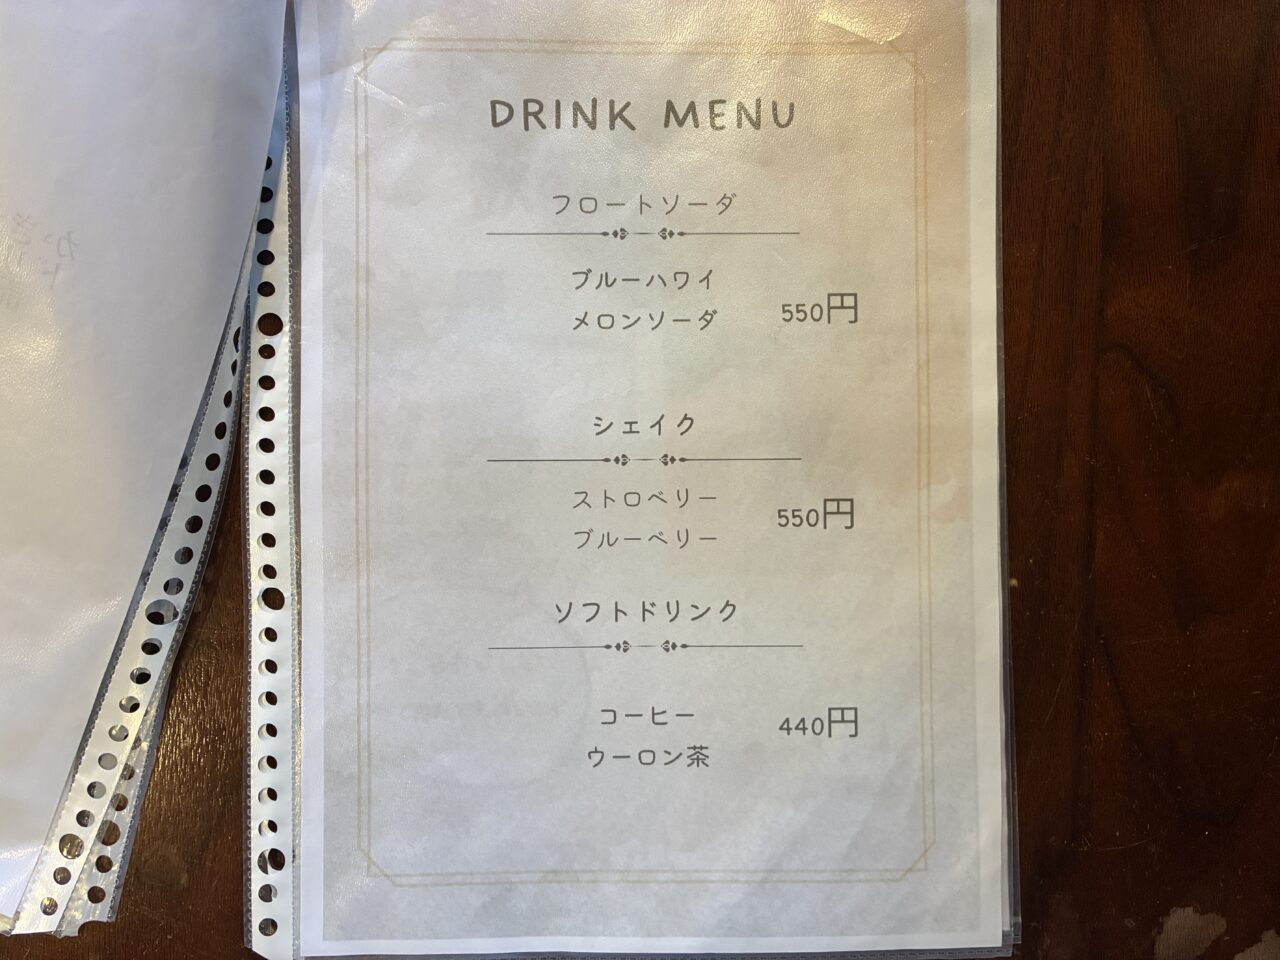 DRINK MENU
フロートソーダ
ブルーハワイ
メロンソーダ
550円
シェイク
ストロベリー
ブルーベリー
550円
ソフトドリンク
コーヒー
ウーロン茶
440円